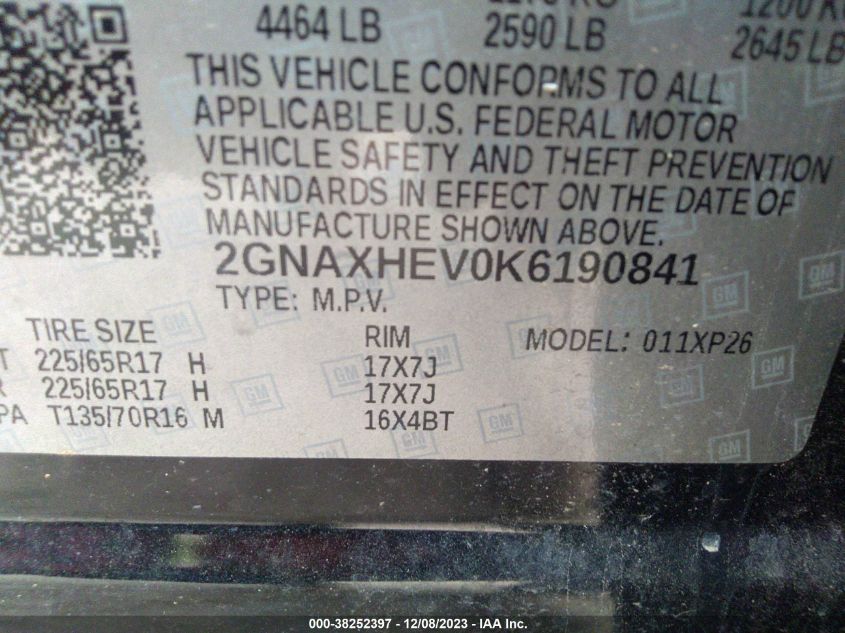 4464 LB 2590 LB 2645 LB
THIS VEHICLE CONFORMS TO ALL
APPLICABLE U.S. FEDERAL MOTOR
VEHICLE SAFETY AND THEFT PREVENTION
STANDARDS IN EFFECT ON THE DATE OF
MANUFACTURE SHOWN ABOVE.
2GNAXHEV0K6190841
TYPE: M.P.V.
TIRE SIZE RIM MODEL: 011XP26
T 225/65R17 H 17X7J
R 225/65R17 H 17X7J
PA T135/70R16 M 16X4BT
GM
000-38252397 - 12/08/2023 - IAA Inc.